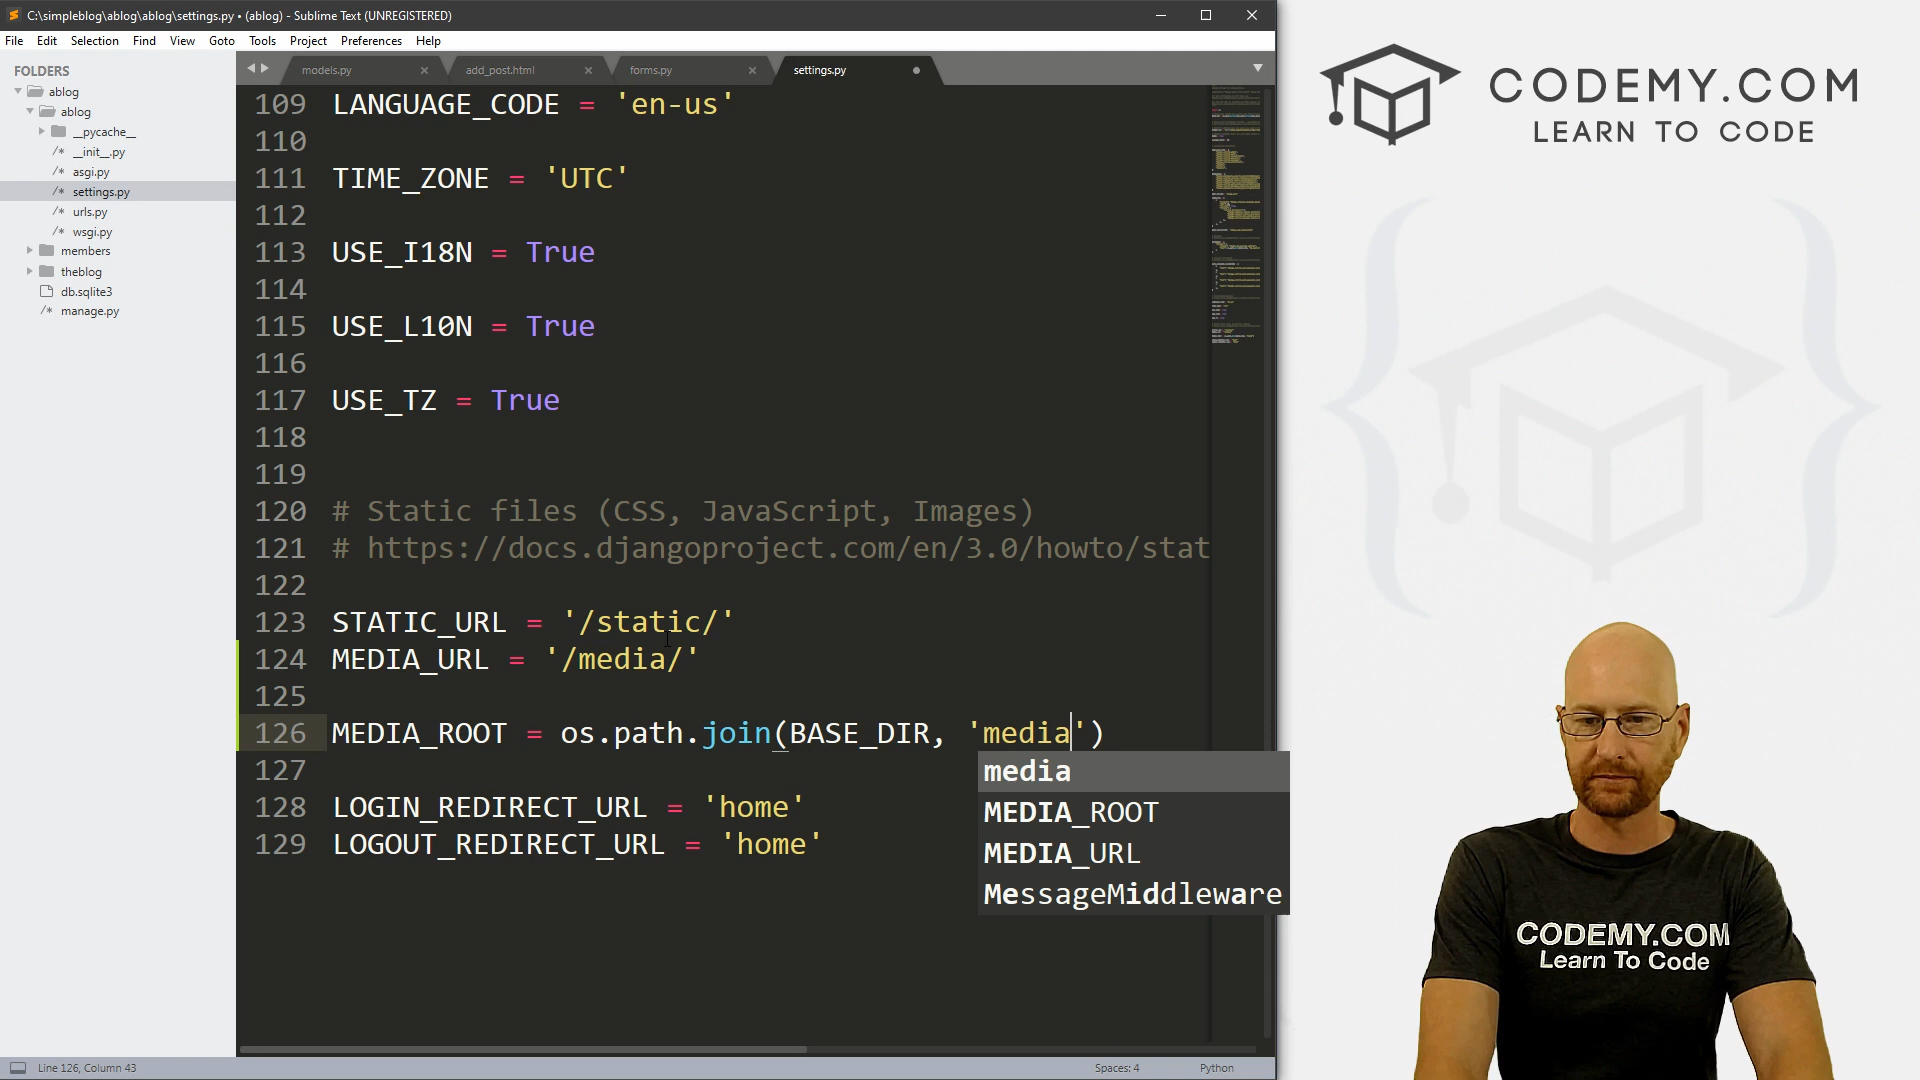 C:\simpleblog\ablog\ablog\settings.py • (ablog) - Sublime Text (UNREGISTERED)
File Edit Selection Find View Goto Tools Project Preferences Help
FOLDERS
ablog
ablog
__pycache__
/* __init__.py
/* asgi.py
/* settings.py
/* urls.py
/* wsgi.py
members
theblog
db.sqlite3
/* manage.py
models.py add_post.html forms.py settings.py
109 LANGUAGE_CODE = 'en-us'
110
111 TIME_ZONE = 'UTC'
112
113 USE_I18N = True
114
115 USE_L10N = True
116
117 USE_TZ = True
118
119
120 # Static files (CSS, JavaScript, Images)
121 # https://docs.djangoproject.com/en/3.0/howto/stat
122
123 STATIC_URL = '/static/'
124 MEDIA_URL = '/media/'
125
126 MEDIA_ROOT = os.path.join(BASE_DIR, 'media')
127
128 LOGIN_REDIRECT_URL = 'home'
129 LOGOUT_REDIRECT_URL = 'home'
media
MEDIA_ROOT
MEDIA_URL
MessageMiddleware
Line 126, Column 43
Spaces: 4
Python
CODEMY.COM
LEARN TO CODE
CODEMY.COM
Learn To Code